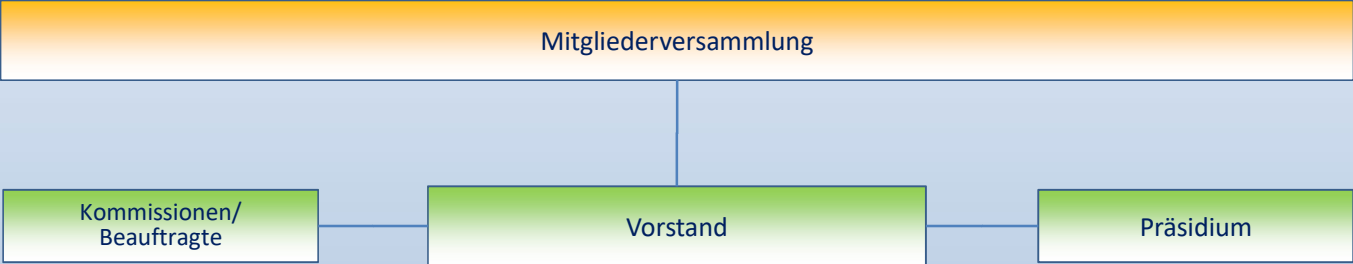 Mitgliederversammlung
Kommissionen/
Beauftragte
Vorstand
Präsidium